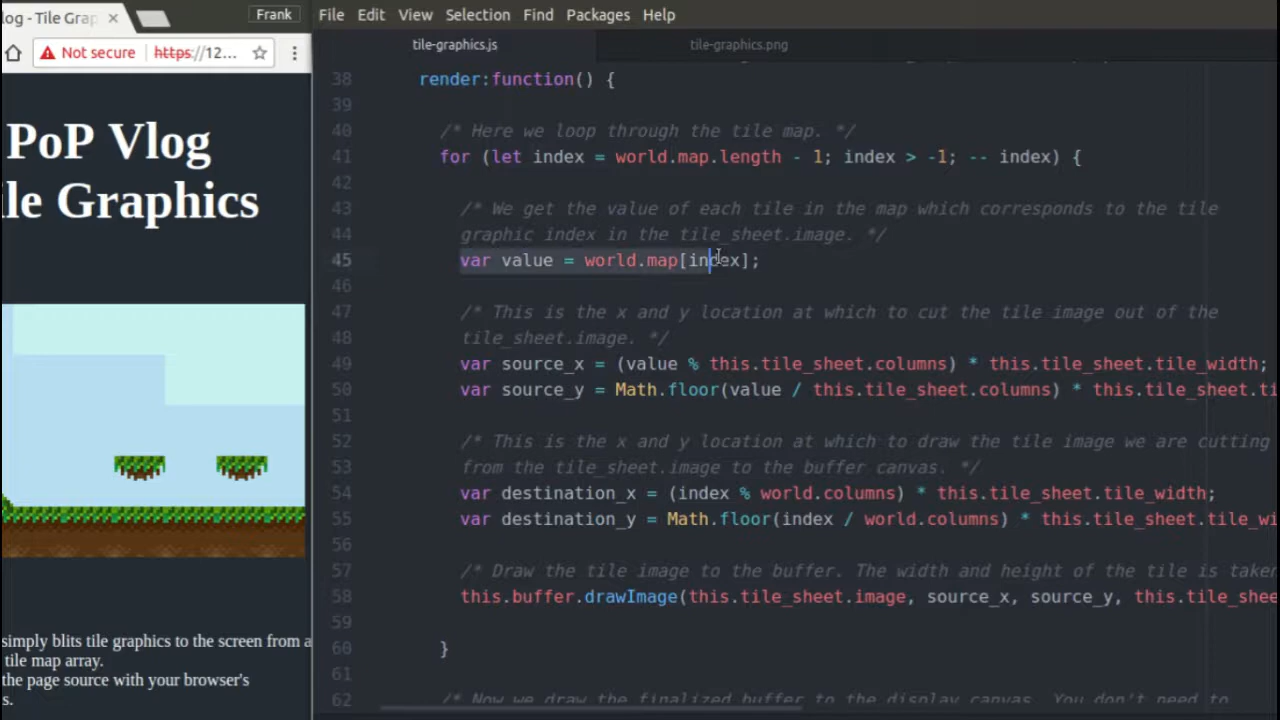 log - Tile Grap
Frank
Not secure
https://12...
PoP Vlog
ile Graphics
simply blits tile graphics to the screen from a
tile map array.
the page source with your browser's
s.
File Edit View Selection Find Packages Help
tile-graphics.js tile-graphics.png
38 render:function() {
39
40 /* Here we loop through the tile map. */
41 for (let index = world.map.length - 1; index > -1; -- index) {
42
43 /* We get the value of each tile in the map which corresponds to the tile
44 graphic index in the tile_sheet.image. */
45 var value = world.map[index];
46
47 /* This is the x and y location at which to cut the tile image out of the
48 tile_sheet.image. */
49 var source_x = (value % this.tile_sheet.columns) * this.tile_sheet.tile_width;
50 var source_y = Math.floor(value / this.tile_sheet.columns) * this.tile_sheet.ti
51
52 /* This is the x and y location at which to draw the tile image we are cutting
53 from the tile_sheet.image to the buffer canvas. */
54 var destination_x = (index % world.columns) * this.tile_sheet.tile_width;
55 var destination_y = Math.floor(index / world.columns) * this.tile_sheet.tile_wi
56
57 /* Draw the tile image to the buffer. The width and height of the tile is taken
58 this.buffer.drawImage(this.tile_sheet.image, source_x, source_y, this.tile_shee
59
60 }
61
62 /* Now we draw the finalized buffer to the display canvas. You don't need to